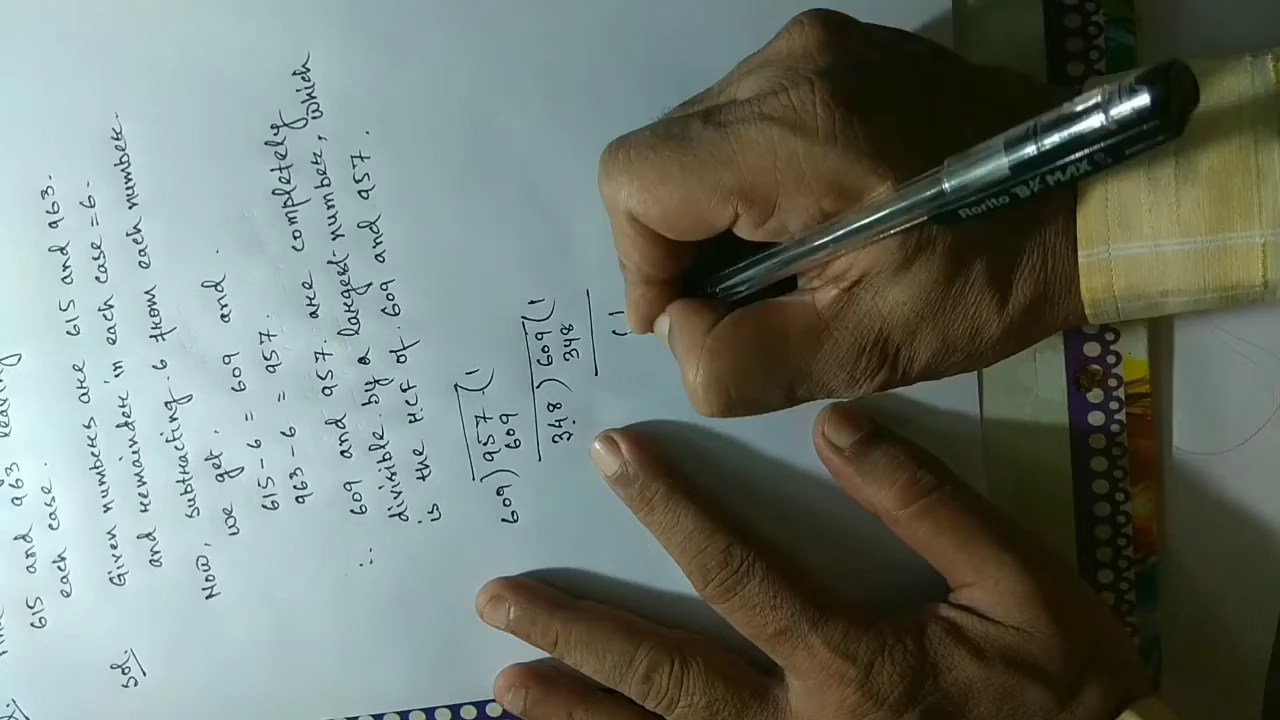 615 and 963 leaving
each case.
Sol. Given numbers are 615 and 963.
and remainder in each case = 6.
Now, subtracting 6 from each number.
we get. 609 and .
615 - 6 = 609
963 - 6 = 957.
∴ 609 and 957. are completely
divisible by a largest number, which
is the HCF of. 609 and 957.
609 ) 957 ( 1
609
348 ) 609 ( 1
348
Rorito BX MAX